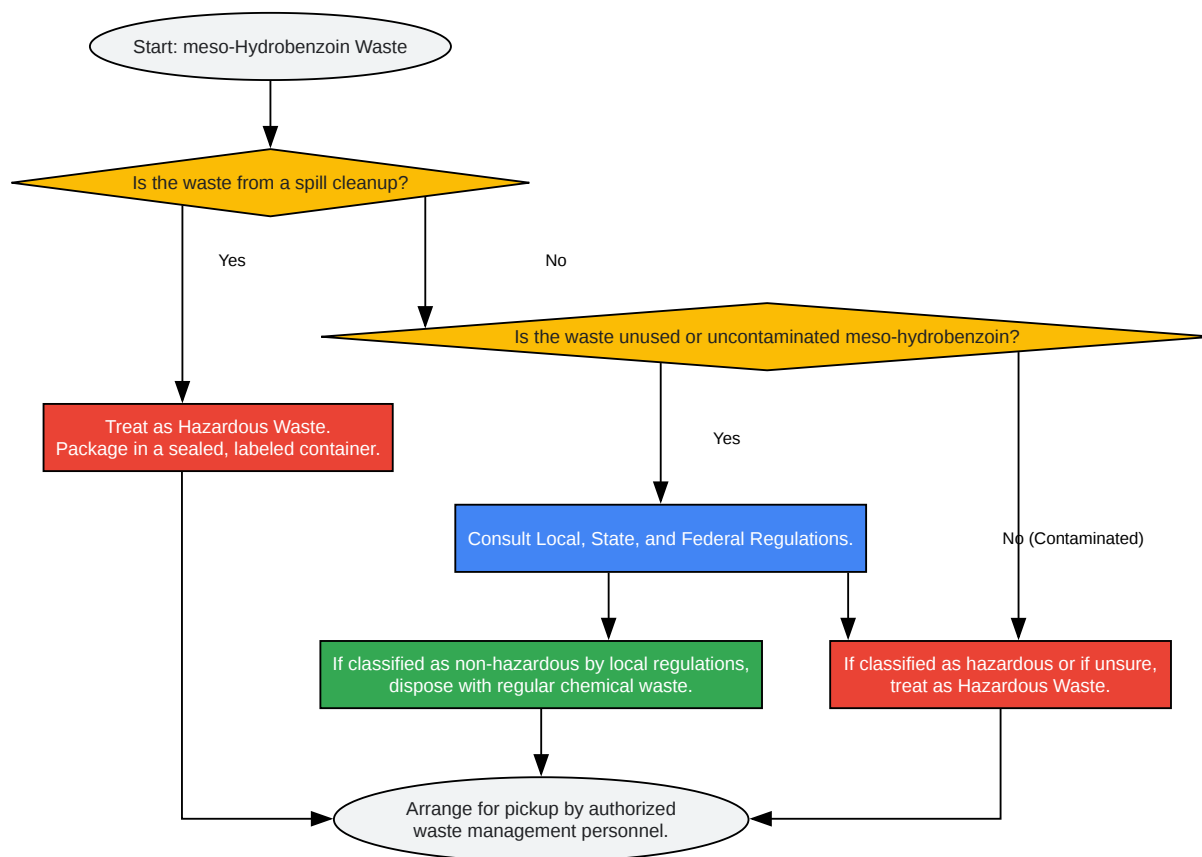 Start: meso-Hydrobenzoin Waste
Is the waste from a spill cleanup?
Yes
No
Is the waste unused or uncontaminated meso-hydrobenzoin?
Treat as Hazardous Waste.
Package in a sealed, labeled container.
Yes
Consult Local, State, and Federal Regulations.
No (Contaminated)
If classified as non-hazardous by local regulations,
dispose with regular chemical waste.
If classified as hazardous or if unsure,
treat as Hazardous Waste.
Arrange for pickup by authorized
waste management personnel.